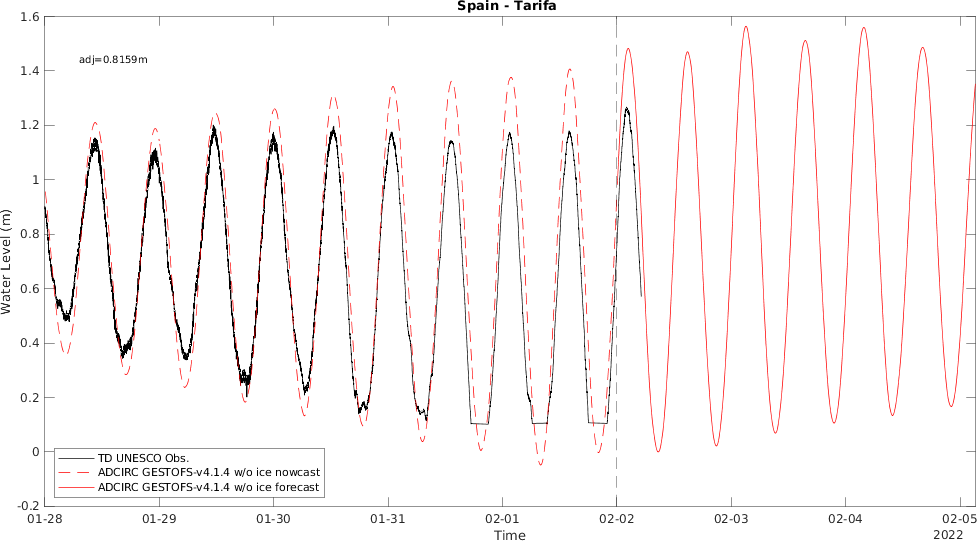 Spain - Tarifa
adj=0.8159m
1.6
1.4
1.2
1
0.8
0.6
0.4
0.2
0
-0.2
Water Level (m)
TD UNESCO Obs.
ADCIRC GESTOFS-v4.1.4 w/o ice nowcast
ADCIRC GESTOFS-v4.1.4 w/o ice forecast
01-28 01-29 01-30 01-31 02-01 02-02 02-03 02-04 02-05
Time
2022